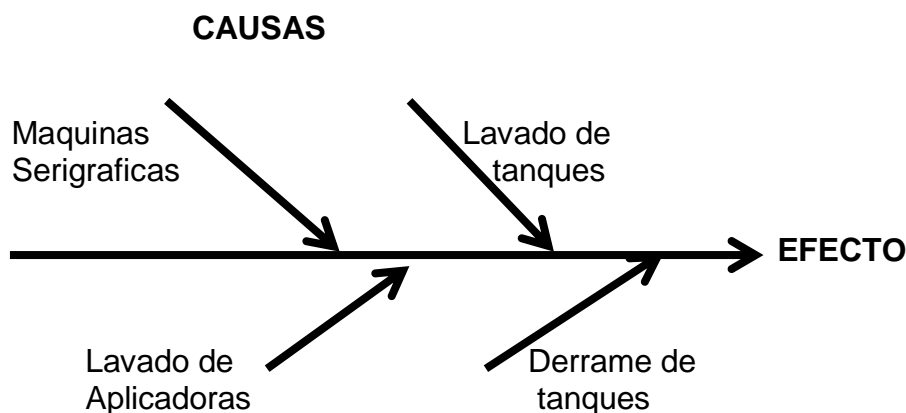 CAUSAS
Maquinas
Serigraficas
Lavado de
tanques
EFECTO
Lavado de
Aplicadoras
Derrame de
tanques